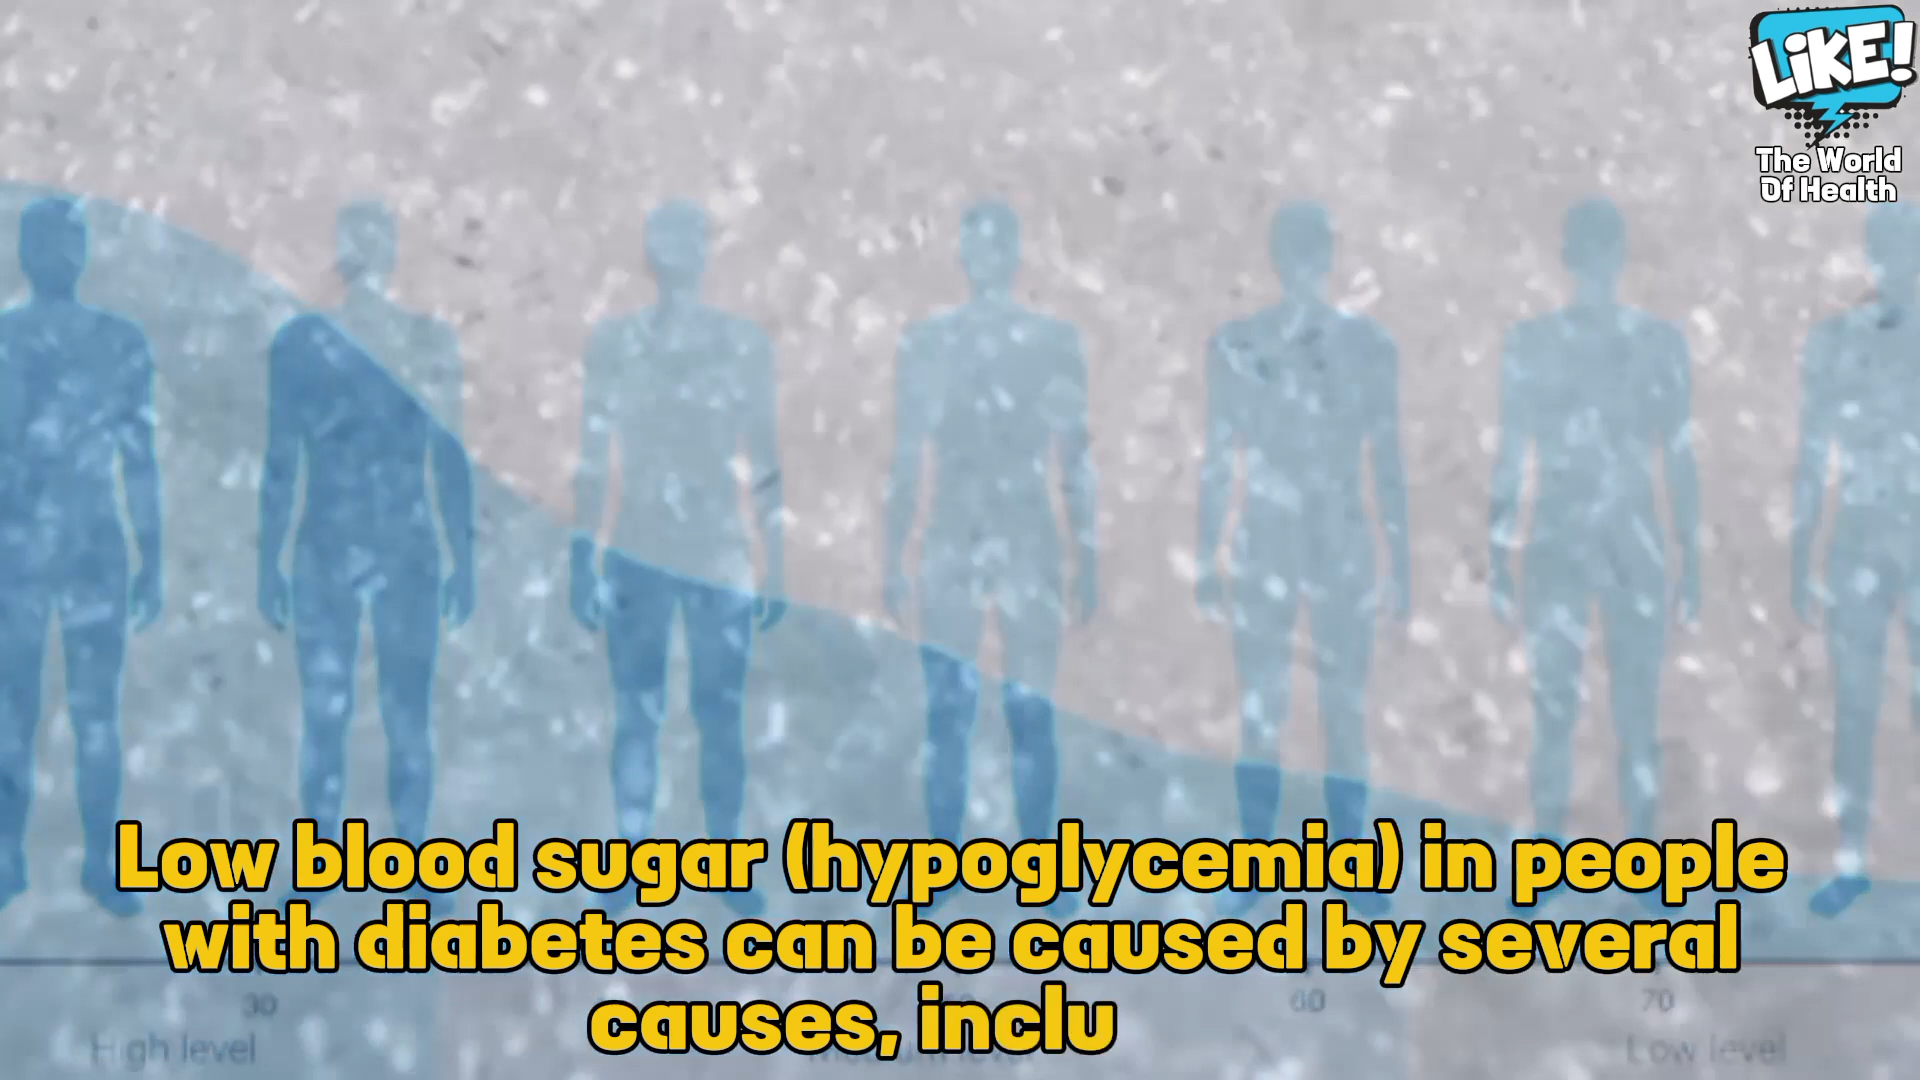 LiKE!
The World
Of Health
Low blood sugar (hypoglycemia) in people
with diabetes can be caused by several
causes, inclu
30
60
70
High level
Low level